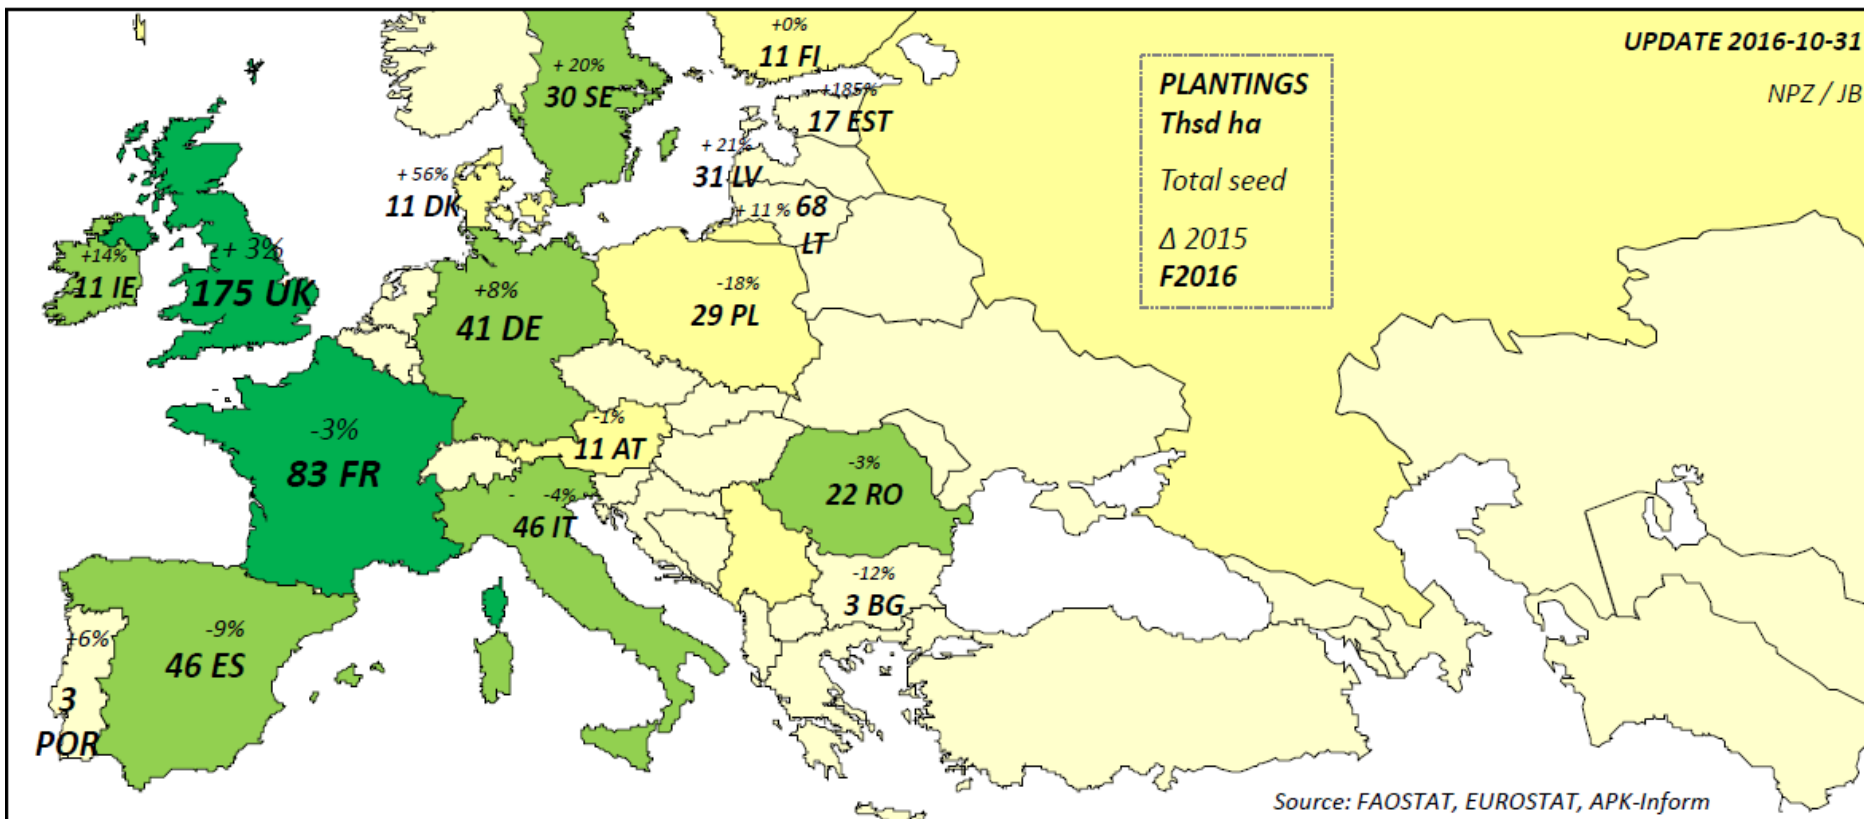 +0%
11 FI
UPDATE 2016-10-31
NPZ / JB
+ 20%
30 SE
PLANTINGS
Thsd ha
Total seed
Δ 2015
F2016
+185%
17 EST
+ 21%
31 LV
+ 56%
11 DK
+ 11 % 68
LT
+14%
11 IE
+ 3%
175 UK
+8%
41 DE
-18%
29 PL
-
-3%
83 FR
-1%
11 AT
-3%
22 RO
- -4%
46 IT
-12%
3 BG
-9%
46 ES
+6%
3
POR
Source: FAOSTAT, EUROSTAT, APK-Inform